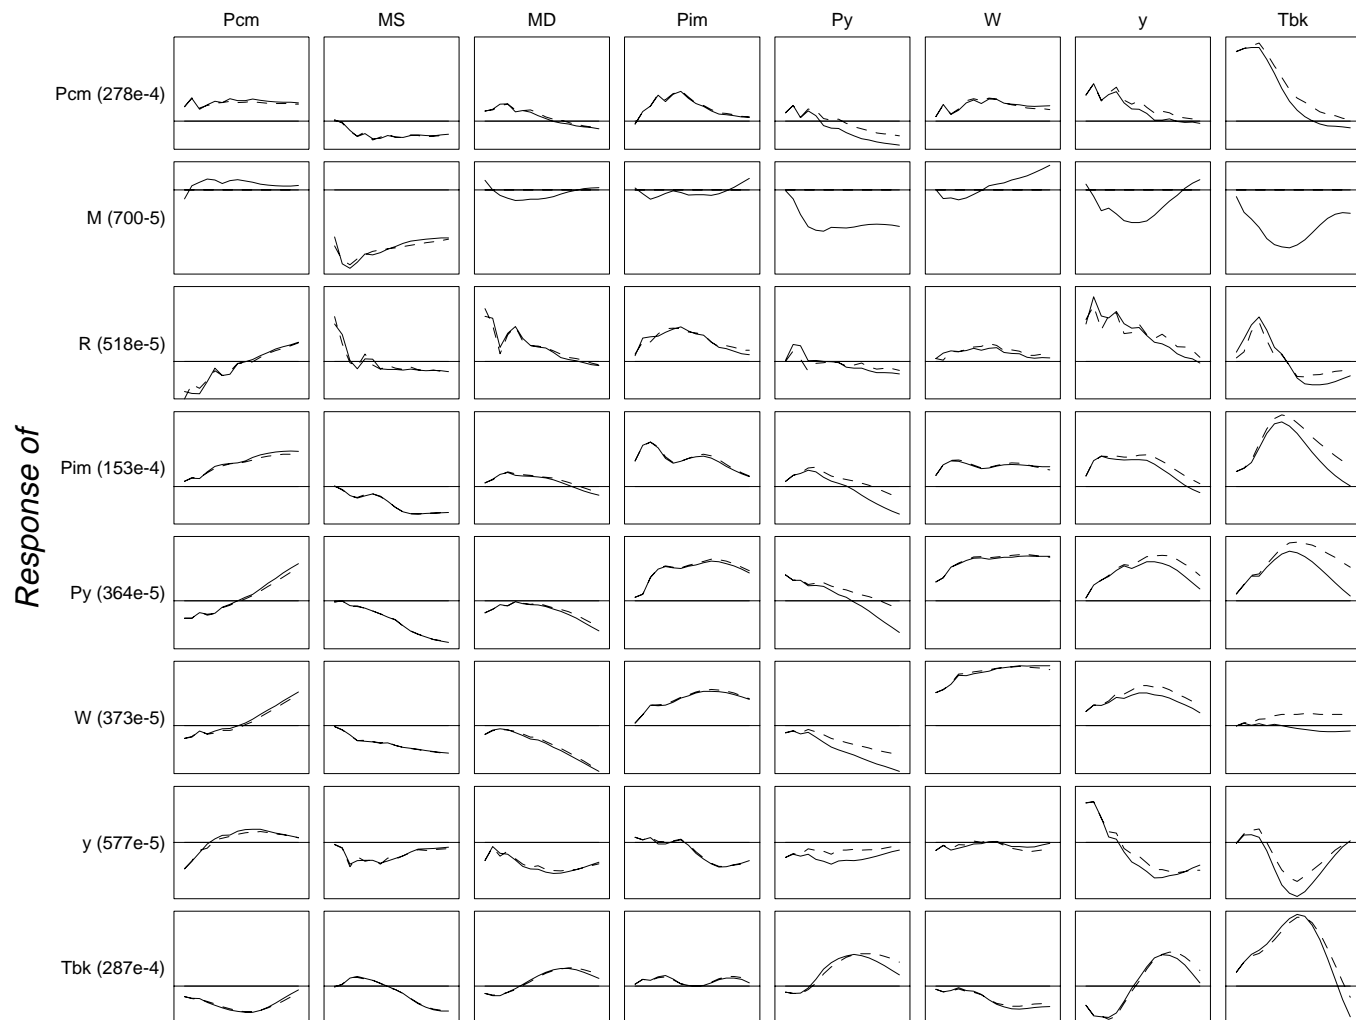 Pcm MS MD Pim Py W y Tbk
Pcm (278e-4)
M (700-5)
R (518e-5)
Pim (153e-4)
Response of
Py (364e-5)
W (373e-5)
y (577e-5)
Tbk (287e-4)